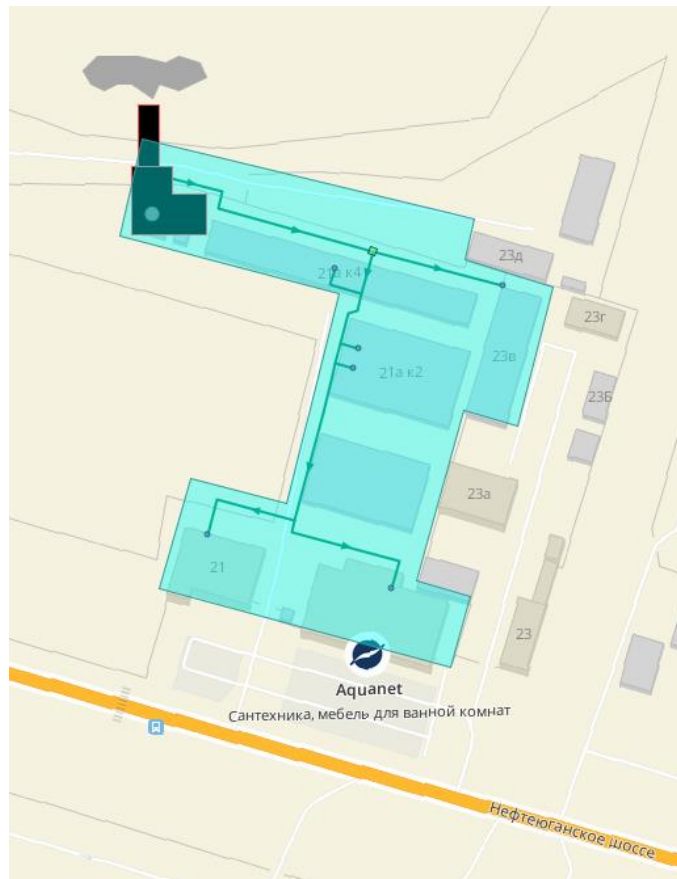 23д
21а к4
23г
23в
21а к2
23Б
23а
21
23
Aquanet
Сантехника, мебель для ванной комнат
Нефтеюганское шоссе